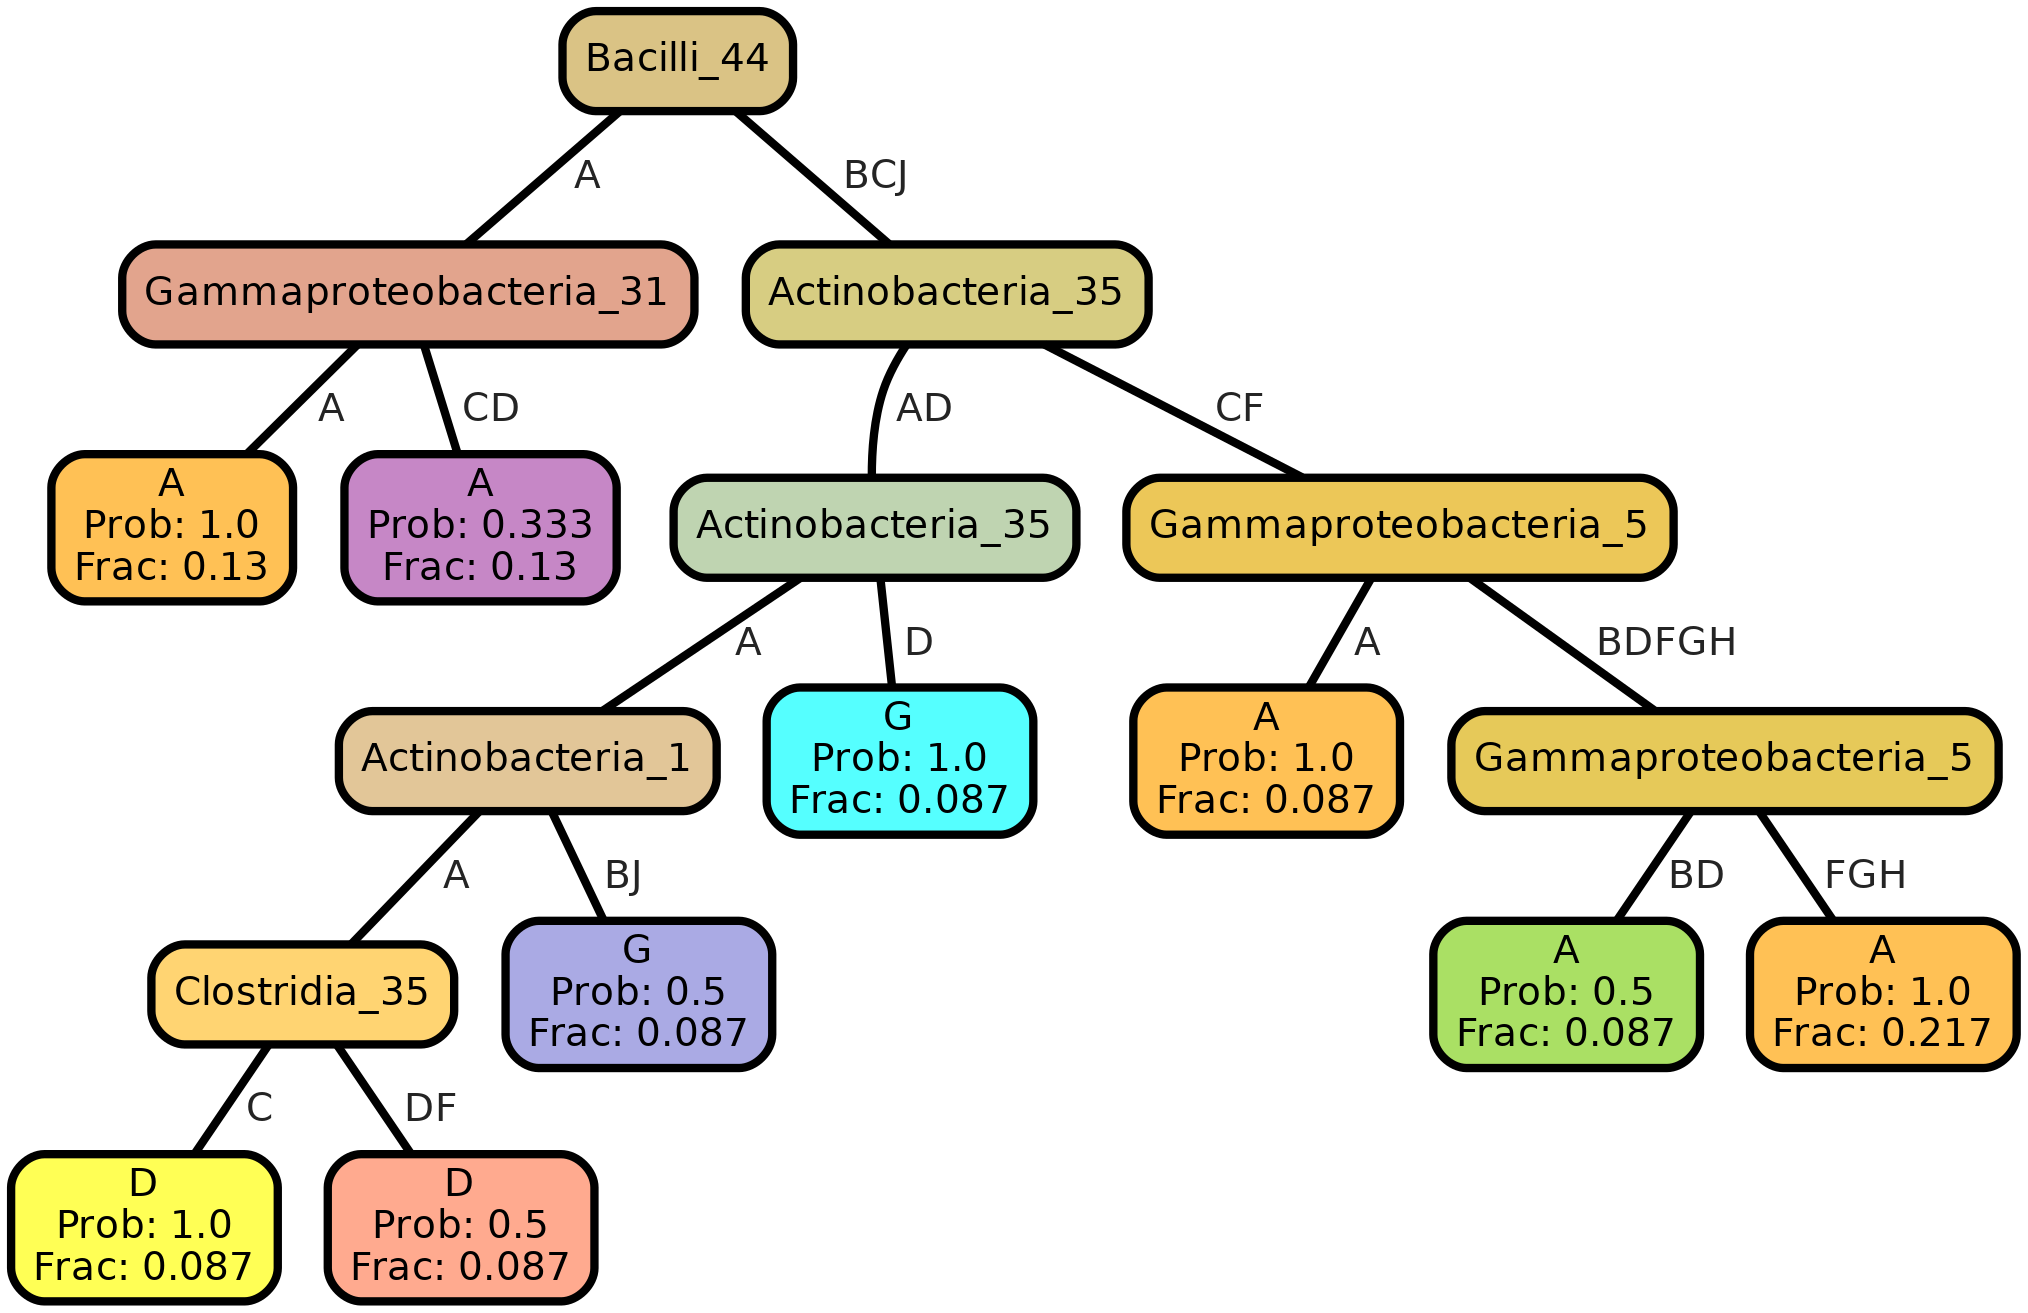 Bacilli_44
A
BCJ
Gammaproteobacteria_31
Actinobacteria_35
A
CD
AD
CF
A
Prob: 1.0
Frac: 0.13
A
Prob: 0.333
Frac: 0.13
Actinobacteria_35
Gammaproteobacteria_5
A
D
A
BDFGH
Actinobacteria_1
G
Prob: 1.0
Frac: 0.087
A
Prob: 1.0
Frac: 0.087
Gammaproteobacteria_5
A
BJ
BD
FGH
Clostridia_35
G
Prob: 0.5
Frac: 0.087
A
Prob: 0.5
Frac: 0.087
A
Prob: 1.0
Frac: 0.217
C
DF
D
Prob: 1.0
Frac: 0.087
D
Prob: 0.5
Frac: 0.087